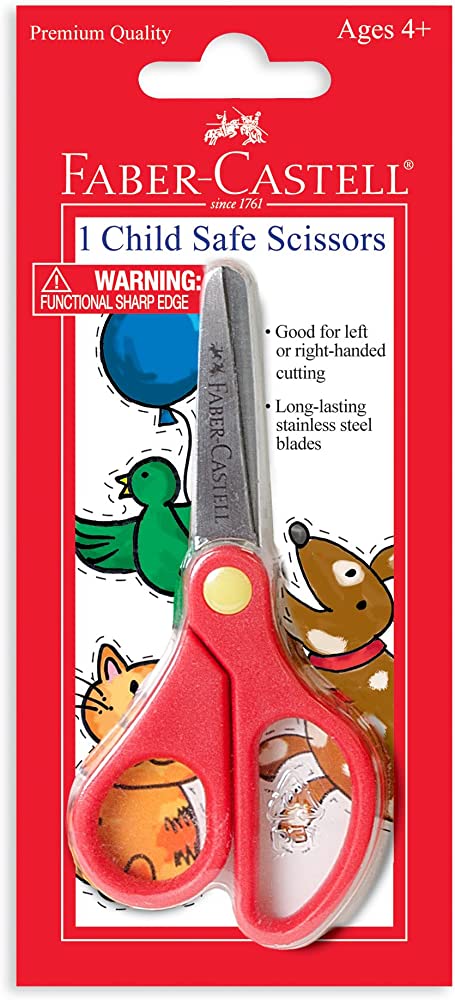 Premium Quality
Ages 4+
FABER-CASTELL®
since 1761
1 Child Safe Scissors
WARNING:
FUNCTIONAL SHARP EDGE
• Good for left
or right-handed
cutting
• Long-lasting
stainless steel
blades
FABER-CASTELL